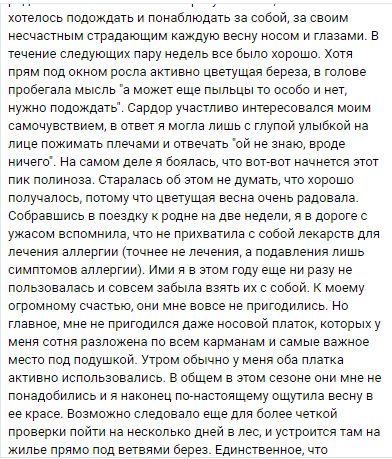 хотелось подождать и понаблюдать за собой, за своим
несчастным страдающим каждую весну носом и глазами. В
течение следующих пару недель все было хорошо. Хотя
прям под окном росла активно цветущая береза, в голове
пробегала мысль "а может еще пыльцы то особо и нет,
нужно подождать". Сардор участливо интересовался моим
самочувствием, в ответ я могла лишь с глупой улыбкой на
лице пожимать плечами и отвечать "ой не знаю, вроде
ничего". На самом деле я боялась, что вот-вот начнется этот
пик полиноза. Старалась об этом не думать, что хорошо
получалось, потому что цветущая весна очень радовала.
Собравшись в поездку к родне на две недели, я в дороге с
ужасом вспомнила, что не прихватила с собой лекарств для
лечения аллергии (точнее не лечения, а подавления лишь
симптомов аллергии). Ими я в этом году еще ни разу не
пользовалась и совсем забыла взять их с собой. К моему
огромному счастью, они мне вовсе не пригодились. Но
главное, мне не пригодился даже носовой платок, которых у
меня сотня разложена по всем карманам и самые важное
место под подушкой. Утром обычно у меня оба платка
активно использовались. В общем в этом сезоне они мне не
понадобились и я наконец по-настоящему ощутила весну в
ее красе. Возможно следовало еще для более четкой
проверки пойти на несколько дней в лес, и устроится там на
жилье прямо под ветвями берез. Единственное, что